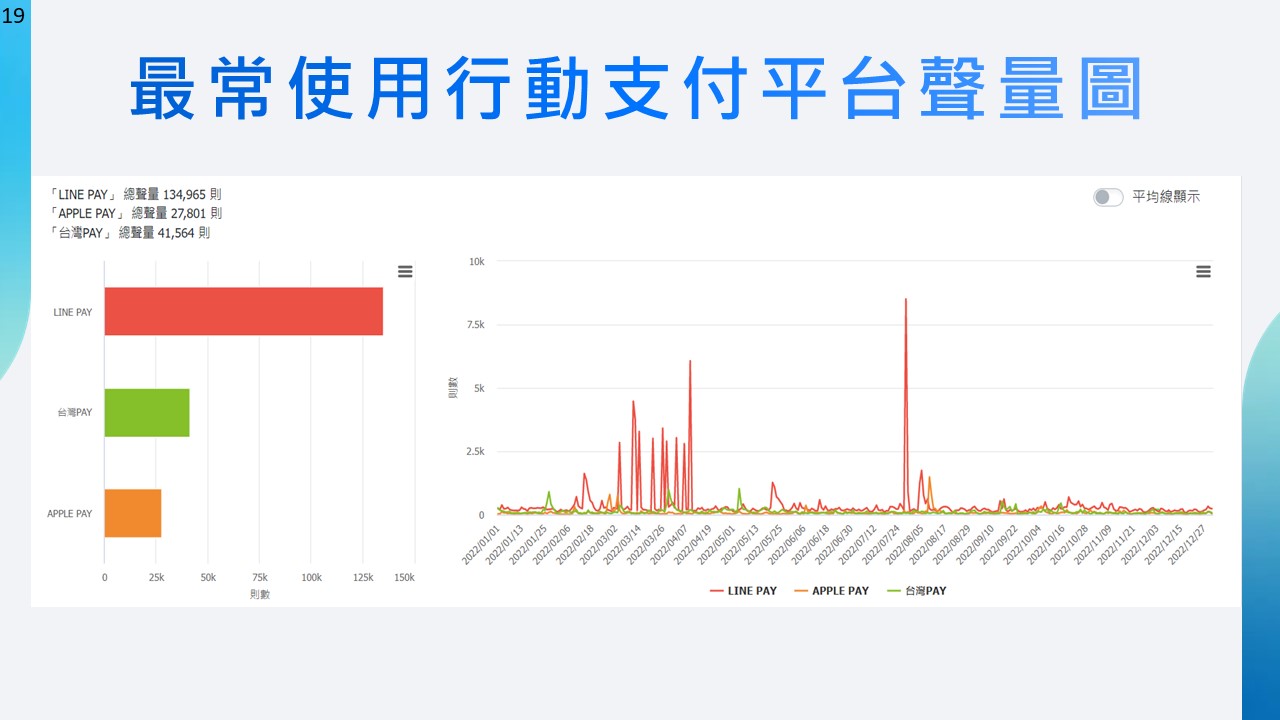 19
最常使用行動支付平台聲量圖
「LINE PAY」 總聲量 134,965 則
「APPLE PAY」 總聲量 27,801 則
「台灣PAY」 總聲量 41,564 則
平均線顯示
LINE PAY
台灣PAY
APPLE PAY
0 25k 50k 75k 100k 125k 150k
則數
10k
7.5k
5k
2.5k
0
則數
2022/01/01 2022/01/13 2022/01/25 2022/02/06 2022/02/18 2022/03/02 2022/03/14 2022/03/26 2022/04/07 2022/04/19 2022/05/01 2022/05/13 2022/05/25 2022/06/06 2022/06/18 2022/06/30 2022/07/12 2022/07/24 2022/08/05 2022/08/17 2022/08/29 2022/09/10 2022/09/22 2022/10/04 2022/10/16 2022/10/28 2022/11/09 2022/11/21 2022/12/03 2022/12/15 2022/12/27
LINE PAY APPLE PAY 台灣PAY